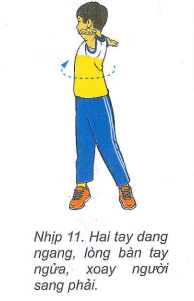 Nhịp 11. Hai tay dang
ngang, lòng bàn tay
ngửa, xoay người
sang phải.